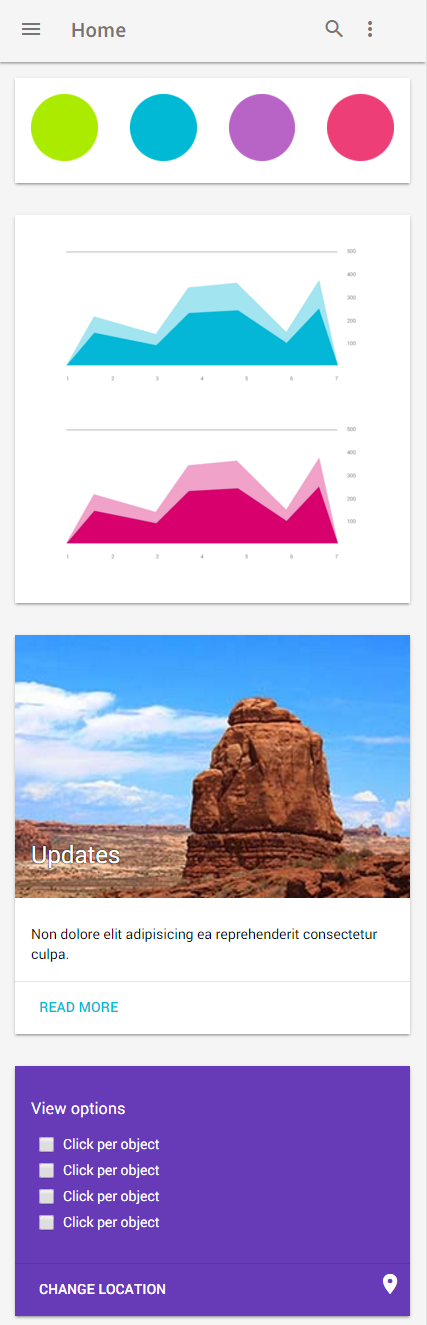 Home
500
400
300
200
100
1 2 3 4 5 6 7
500
400
300
200
100
1 2 3 4 5 6 7
Updates
Non dolore elit adipisicing ea reprehenderit consectetur
culpa.
READ MORE
View options
Click per object
Click per object
Click per object
Click per object
CHANGE LOCATION